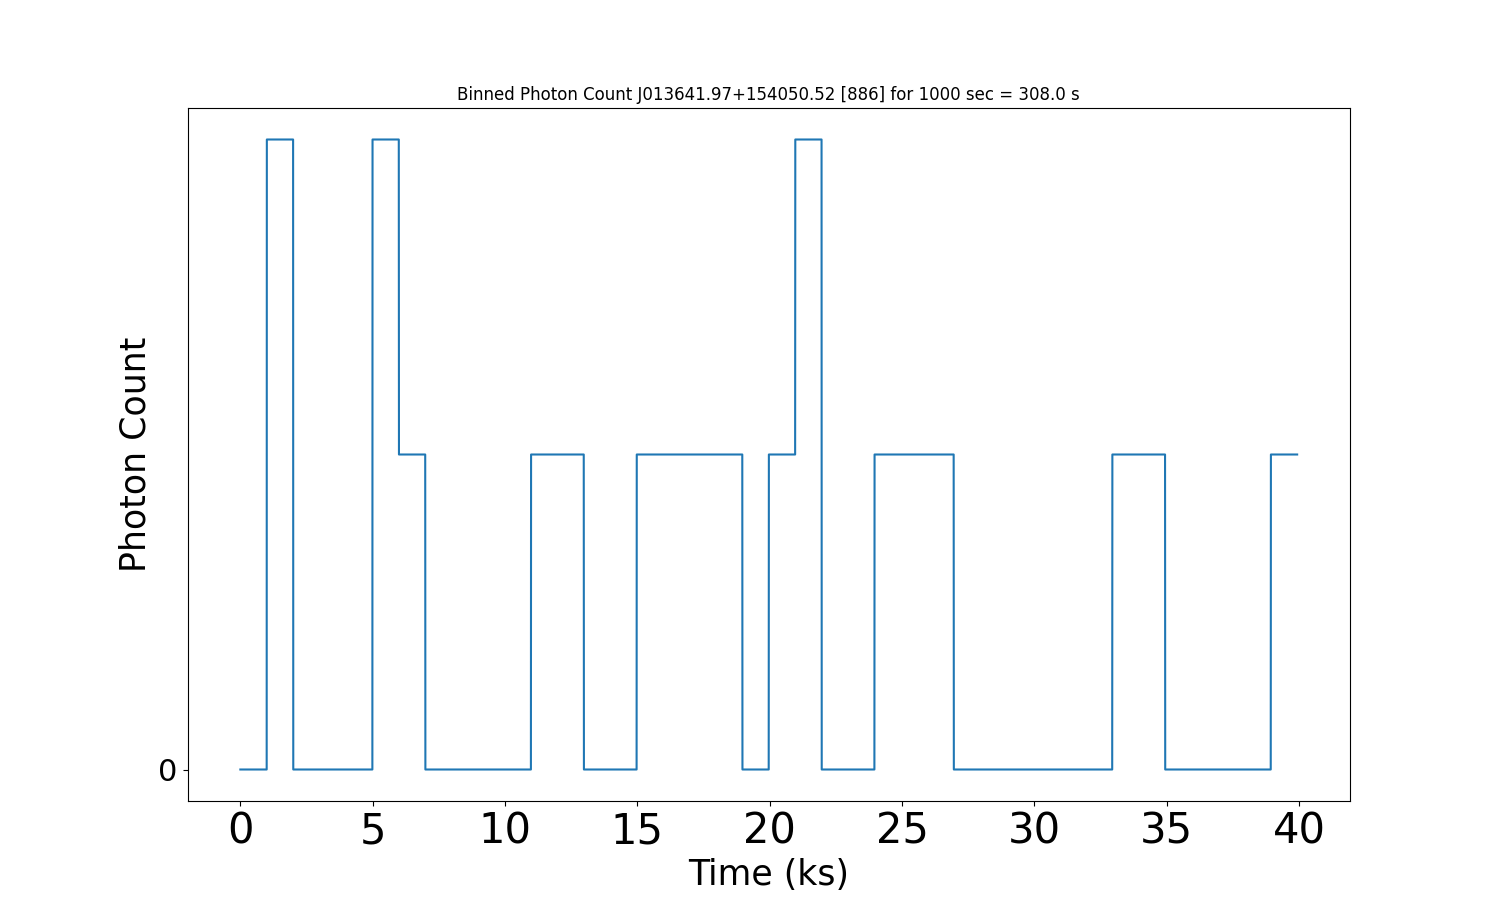 Binned Photon Count J013641.97+154050.52 [886] for 1000 sec = 308.0 s
Photon Count
0
0 5 10 15 20 25 30 35 40
Time (ks)